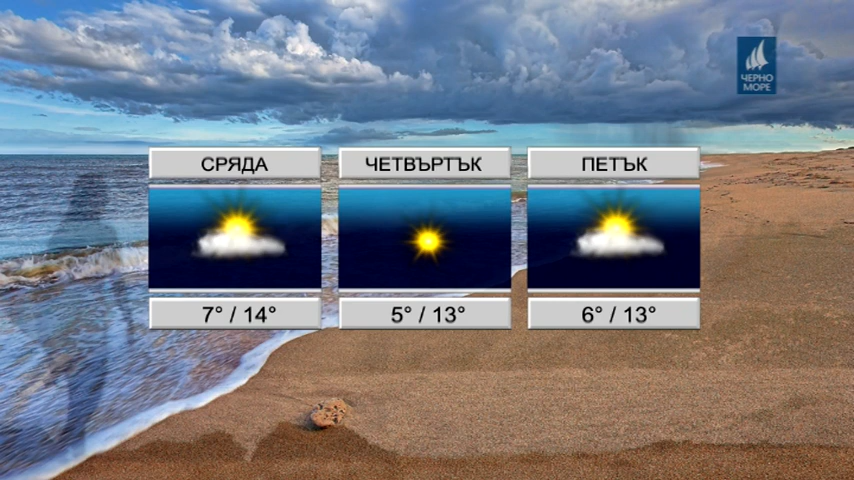 ЧЕРНО
МОРЕ
СРЯДА
ЧЕТВЪРТЪК
ПЕТЪК
7° / 14°
5° / 13°
6° / 13°